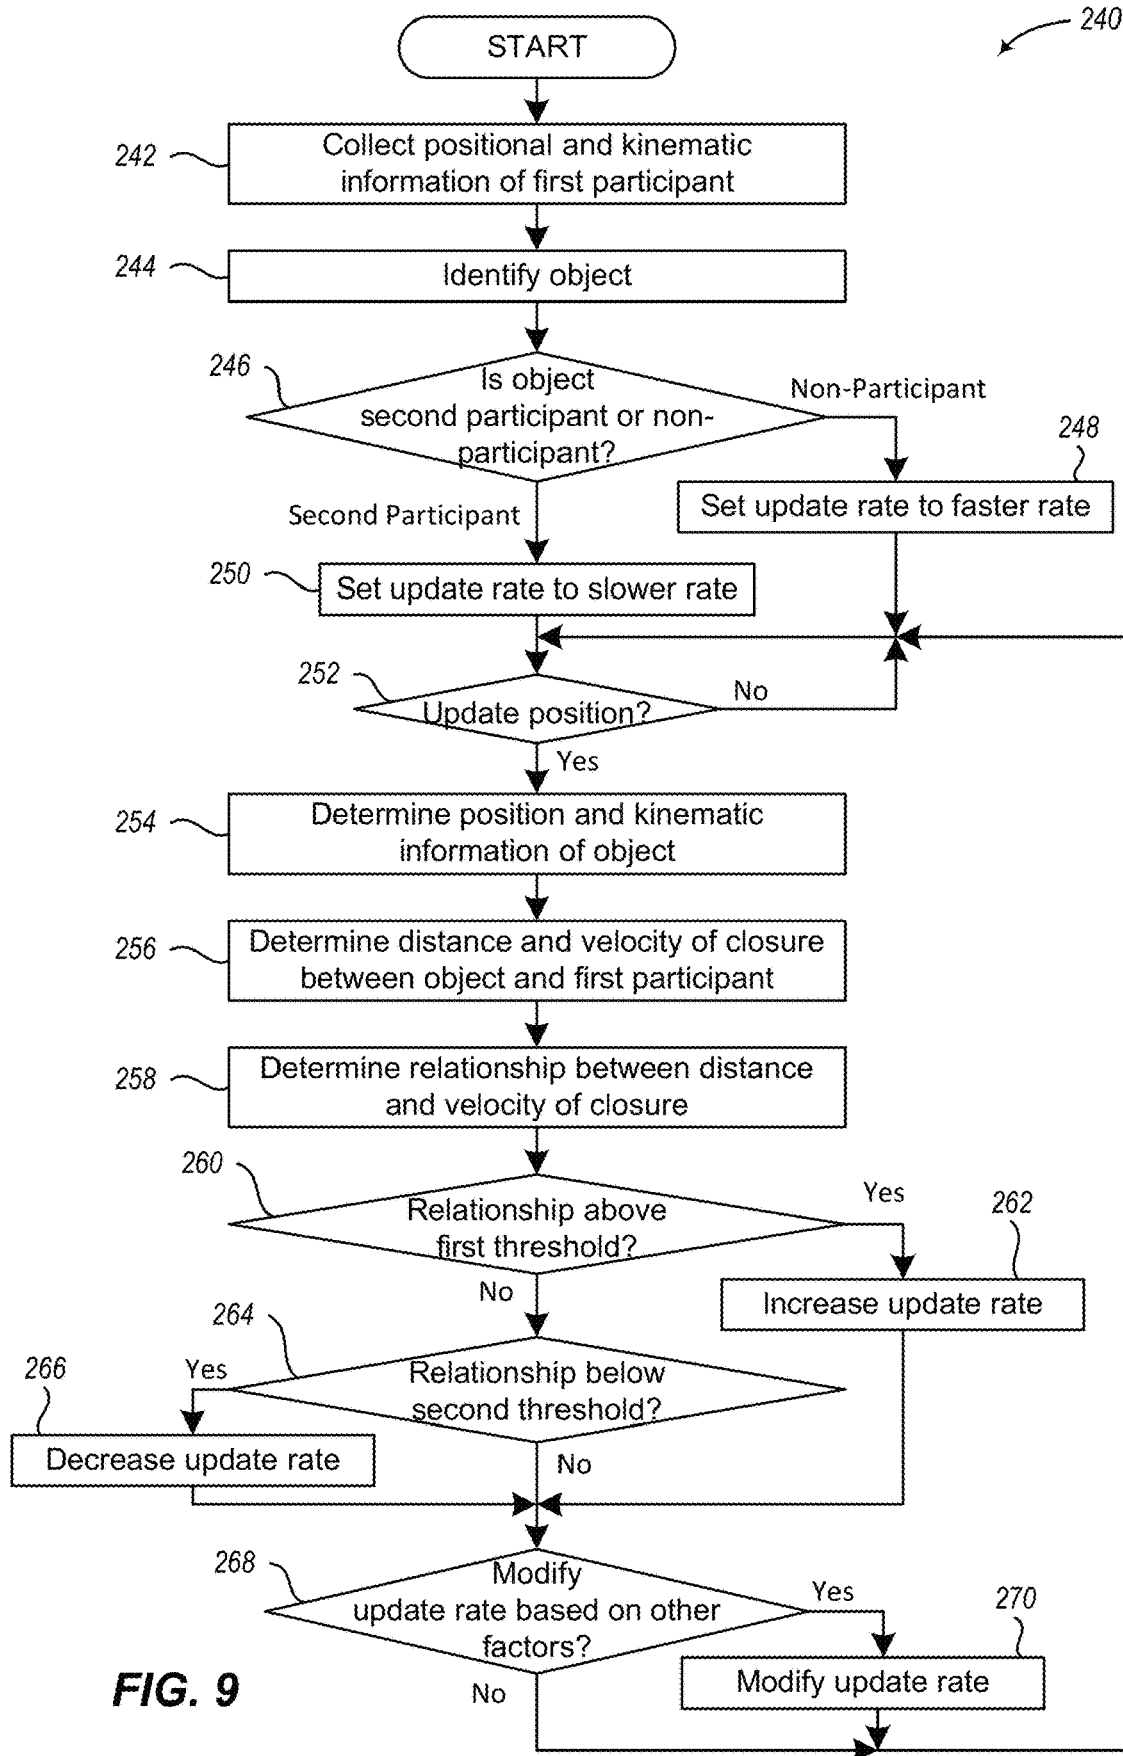 240
START
242
Collect positional and kinematic
information of first participant
244
Identify object
246
Is object
second participant or non-
participant?
Non-Participant
248
Set update rate to faster rate
Second Participant
250
Set update rate to slower rate
252
Update position?
No
Yes
254
Determine position and kinematic
information of object
256
Determine distance and velocity of closure
between object and first participant
258
Determine relationship between distance
and velocity of closure
260
Relationship above
first threshold?
Yes
262
Increase update rate
No
264
Relationship below
second threshold?
Yes
266
Decrease update rate
No
268
Modify
update rate based on other
factors?
Yes
270
Modify update rate
No
FIG. 9